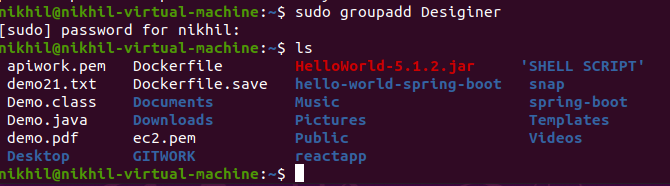 nikhil@nikhil-virtual-machine:~$ sudo groupadd Desiginer
[sudo] password for nikhil:
nikhil@nikhil-virtual-machine:~$ ls
apiwork.pem Dockerfile HelloWorld-5.1.2.jar 'SHELL SCRIPT'
demo21.txt Dockerfile.save hello-world-spring-boot snap
Demo.class Documents Music spring-boot
Demo.java Downloads Pictures Templates
demo.pdf ec2.pem Public Videos
Desktop GITWORK reactapp
nikhil@nikhil-virtual-machine:~$